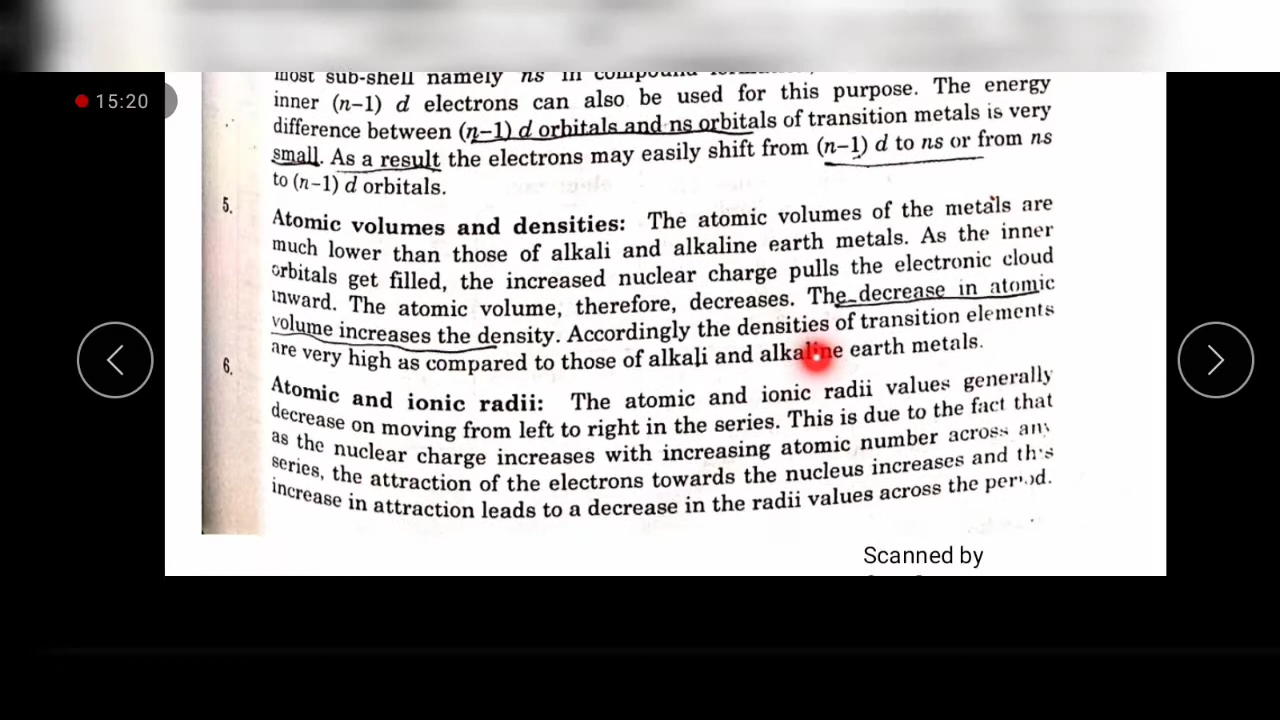 15:20
most sub-shell namely ns in compound
inner (n−1) d electrons can also be used for this purpose. The energy
difference between (n−1) d orbitals and ns orbitals of transition metals is very
small. As a result the electrons may easily shift from (n−1) d to ns or from ns
to (n−1) d orbitals.
5.
Atomic volumes and densities: The atomic volumes of the metals are
much lower than those of alkali and alkaline earth metals. As the inner
orbitals get filled, the increased nuclear charge pulls the electronic cloud
inward. The atomic volume, therefore, decreases. The decrease in atomic
volume increases the density. Accordingly the densities of transition elements
are very high as compared to those of alkali and alkaline earth metals.
6.
Atomic and ionic radii: The atomic and ionic radii values generally
decrease on moving from left to right in the series. This is due to the fact that
as the nuclear charge increases with increasing atomic number across any
series, the attraction of the electrons towards the nucleus increases and this
increase in attraction leads to a decrease in the radii values across the period.
Scanned by